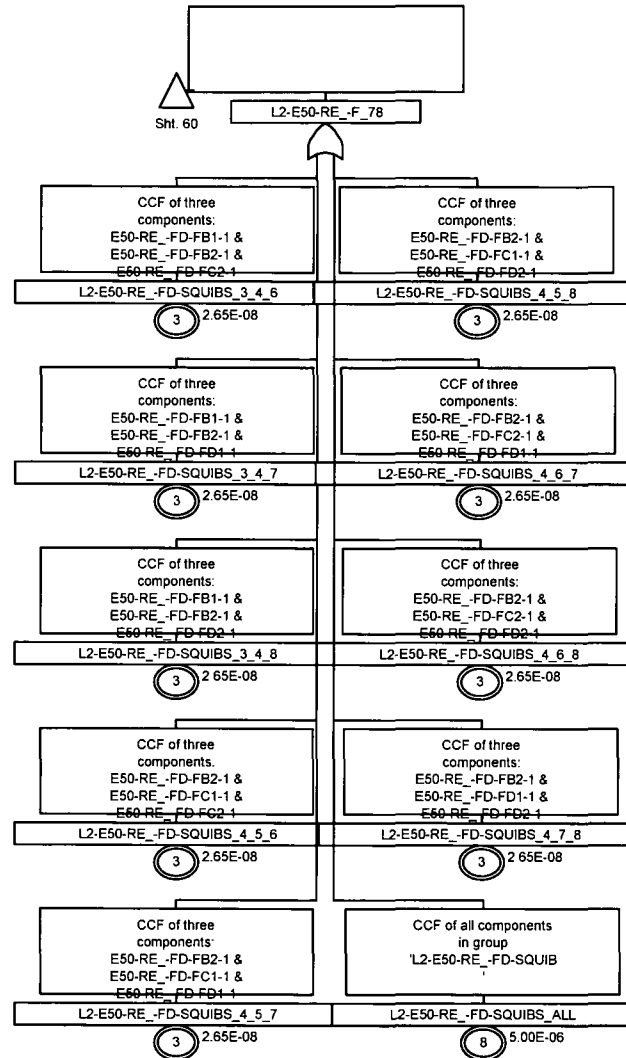 Sht. 60
L2-E50-RE_-F_78
CCF of three
components:
E50-RE_-FD-FB1-1 &
E50-RE_-FD-FB2-1 &
E50-RE_-FD-FC2-1
L2-E50-RE_-FD-SQUIBS_3_4_6
3
2.65E-08
CCF of three
components:
E50-RE_-FD-FB2-1 &
E50-RE_-FD-FC1-1 &
E50-RE_-FD-FD2-1
L2-E50-RE_-FD-SQUIBS_4_5_8
3
2.65E-08
CCF of three
components:
E50-RE_-FD-FB1-1 &
E50-RE_-FD-FB2-1 &
E50-RE_-FD-FD1-1
L2-E50-RE_-FD-SQUIBS_3_4_7
3
2.65E-08
CCF of three
components:
E50-RE_-FD-FB2-1 &
E50-RE_-FD-FC2-1 &
E50-RE_-FD-FD1-1
L2-E50-RE_-FD-SQUIBS_4_6_7
3
2.65E-08
CCF of three
components:
E50-RE_-FD-FB1-1 &
E50-RE_-FD-FB2-1 &
E50-RE_-FD-FD2-1
L2-E50-RE_-FD-SQUIBS_3_4_8
3
2 65E-08
CCF of three
components:
E50-RE_-FD-FB2-1 &
E50-RE_-FD-FC2-1 &
E50-RE_-FD-FD2-1
L2-E50-RE_-FD-SQUIBS_4_6_8
3
2.65E-08
CCF of three
components.
E50-RE_-FD-FB2-1 &
E50-RE_-FD-FC1-1 &
E50-RE_-FD-FC2-1
L2-E50-RE_-FD-SQUIBS_4_5_6
3
2.65E-08
CCF of three
components:
E50-RE_-FD-FB2-1 &
E50-RE_-FD-FD1-1 &
E50-RE_-FD-FD2-1
L2-E50-RE_-FD-SQUIBS_4_7_8
3
2 65E-08
CCF of three
components:
E50-RE_-FD-FB2-1 &
E50-RE_-FD-FC1-1 &
E50-RE_-FD-FD1-1
L2-E50-RE_-FD-SQUIBS_4_5_7
3
2.65E-08
CCF of all components
in group
'L2-E50-RE_-FD-SQUIB
'
L2-E50-RE_-FD-SQUIBS_ALL
8
5.00E-06